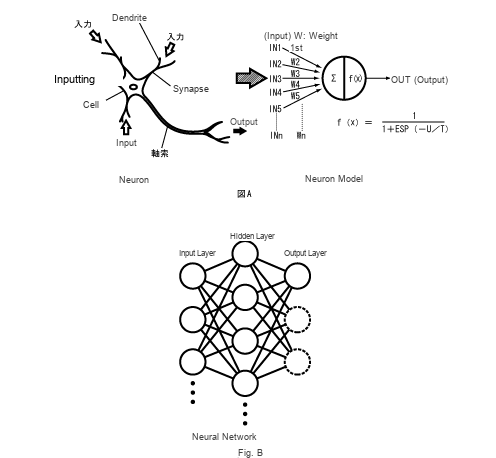 入力
Dendrite
入力
Inputting
Synapse
Cell
Input
軸索
Output
Neuron
(Input) W: Weight
IN1
1st
IN2
W2
IN3
W3
IN4
W4
IN5
W5
INn
Wn
Σ
f(x)
OUT (Output)
f (x) =
1
1+ESP (−U/T)
Neuron Model
図A
Input Layer
Hidden Layer
Output Layer
Neural Network
Fig. B